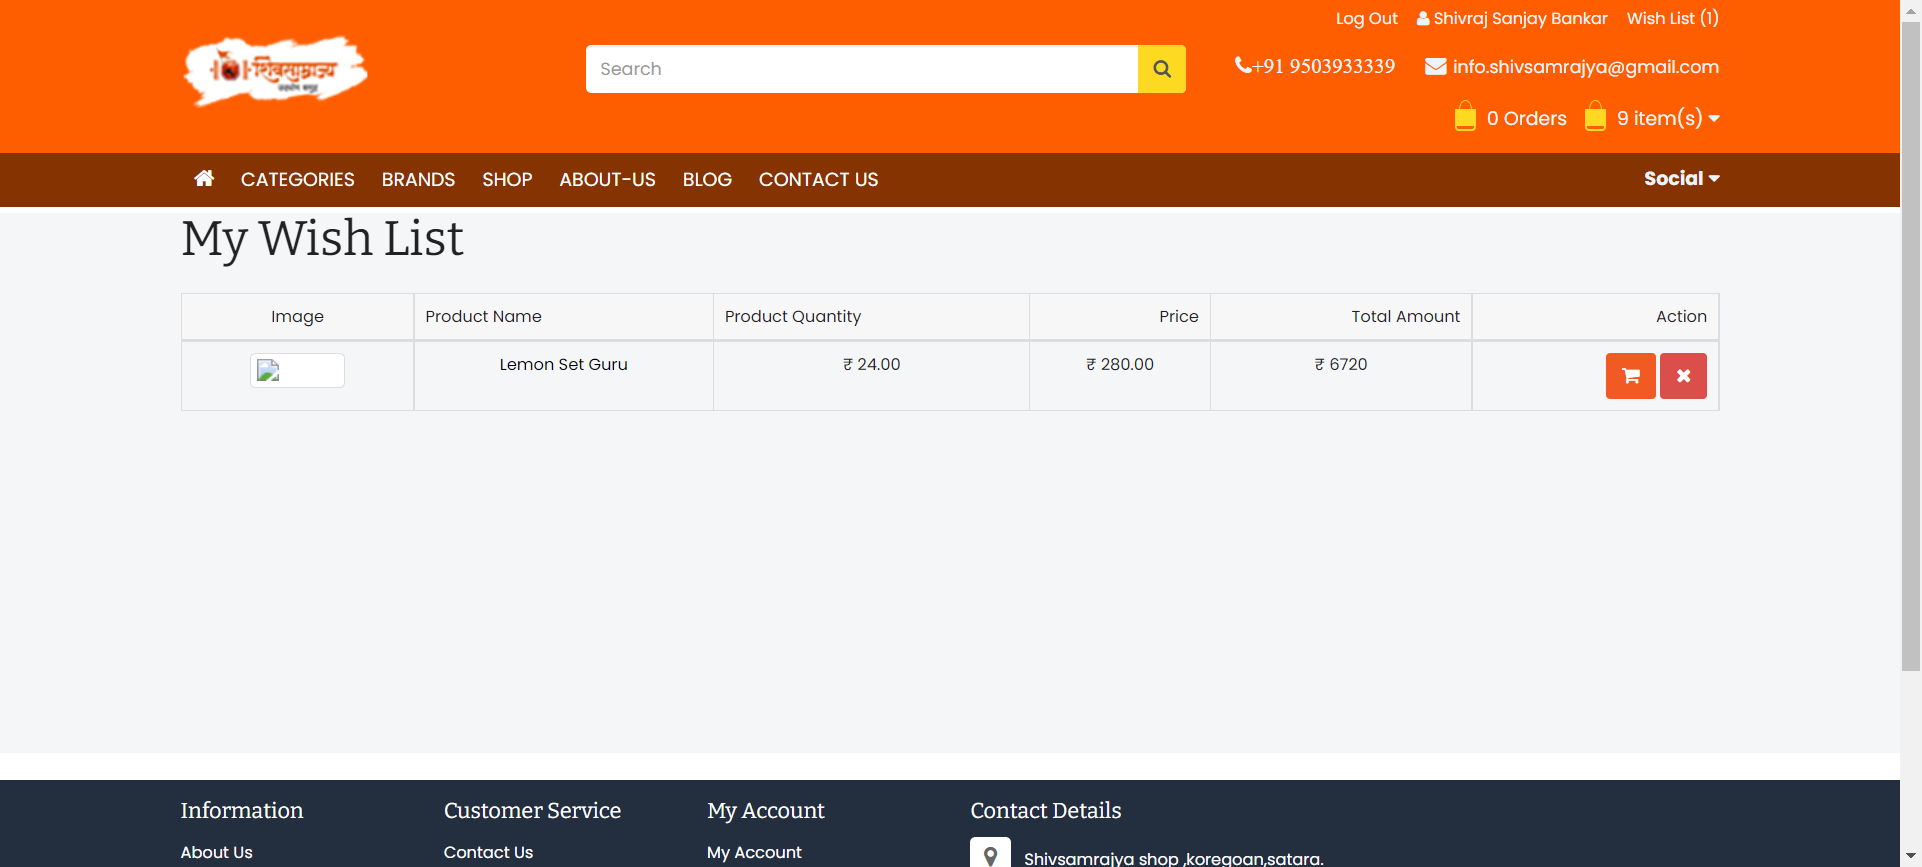 Log Out Shivraj Sanjay Bankar Wish List (1)
शिवसाम्राज्य
Search
+91 9503933339 info.shivsamrajya@gmail.com
0 Orders 9 item(s)
CATEGORIES BRANDS SHOP ABOUT-US BLOG CONTACT US Social
My Wish List
Image Product Name Product Quantity Price Total Amount Action
Lemon Set Guru ₹ 24.00 ₹ 280.00 ₹ 6720
Information Customer Service My Account Contact Details
About Us Contact Us My Account Shivsamrajya shop ,koregoan,satara.